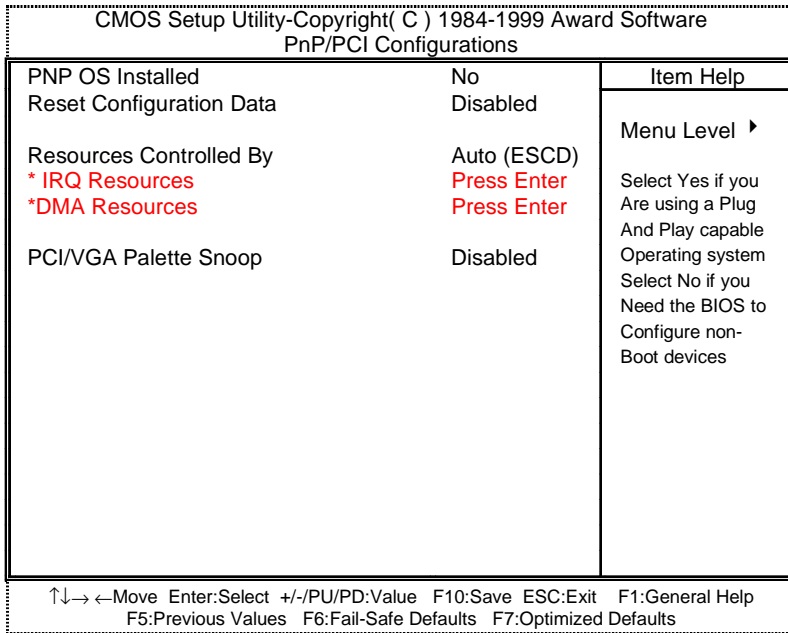 CMOS Setup Utility-Copyright( C ) 1984-1999 Award Software
PnP/PCI Configurations
PNP OS Installed No
Reset Configuration Data Disabled
Resources Controlled By Auto (ESCD)
* IRQ Resources Press Enter
*DMA Resources Press Enter
PCI/VGA Palette Snoop Disabled
Item Help
Menu Level ▸
Select Yes if you
Are using a Plug
And Play capable
Operating system
Select No if you
Need the BIOS to
Configure non-
Boot devices
↑↓→ ←Move Enter:Select +/-/PU/PD:Value F10:Save ESC:Exit F1:General Help
F5:Previous Values F6:Fail-Safe Defaults F7:Optimized Defaults